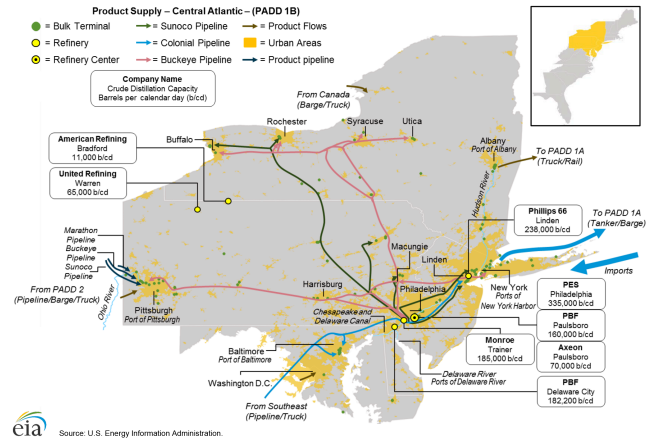 Product Supply – Central Atlantic – (PADD 1B)
= Bulk Terminal
= Sunoco Pipeline
= Product Flows
= Refinery
= Colonial Pipeline
= Urban Areas
= Refinery Center
= Buckeye Pipeline
= Product pipeline
Company Name
Crude Distillation Capacity
Barrels per calendar day (b/cd)
From Canada
(Barge/Truck)
Rochester
Syracuse
Utica
Buffalo
American Refining
Bradford
11,000 b/cd
Albany
Port of Albany
To PADD 1A
(Truck/Rail)
United Refining
Warren
65,000 b/cd
Hudson River
Phillips 66
Linden
238,000 b/cd
To PADD 1A
(Tanker/Barge)
Marathon
Pipeline
Buckeye
Pipeline
Sunoco
Pipeline
Macungie
Linden
Imports
From PADD 2
(Pipeline/Barge/Truck)
Ohio River
Pittsburgh
Port of Pittsburgh
Harrisburg
Philadelphia
New York
Ports of
New York Harbor
PES
Philadelphia
335,000 b/cd
Chesapeake and
Delaware Canal
PBF
Paulsboro
160,000 b/cd
Monroe
Trainer
185,000 b/cd
Axeon
Paulsboro
70,000 b/cd
Baltimore
Port of Baltimore
Washington D.C.
Delaware River
Ports of Delaware River
PBF
Delaware City
182,200 b/cd
From Southeast
(Pipeline/Truck)
eia
Source: U.S. Energy Information Administration.